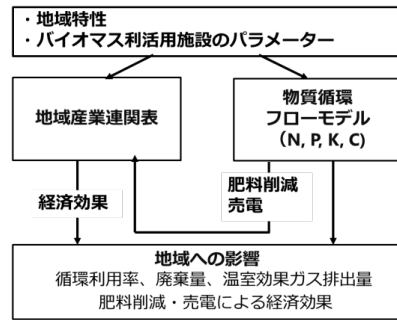 ・地域特性
・バイオマス利活用施設のパラメーター
地域産業連関表
物質循環
フローモデル
（N, P, K, C)
経済効果
肥料削減
売電
地域への影響
循環利用率、廃棄量、温室効果ガス排出量
肥料削減・売電による経済効果